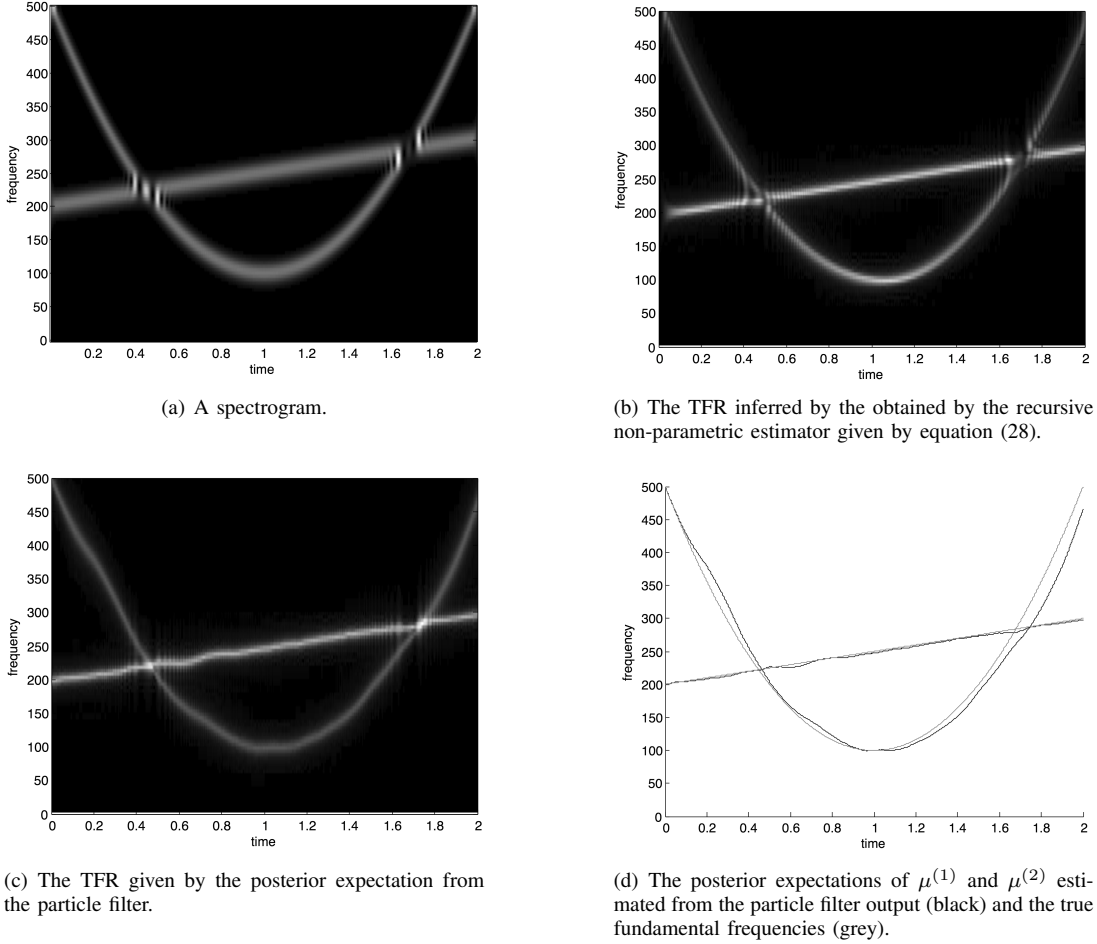 500
450
400
350
300
250
200
150
100
50
0
frequency
0.2 0.4 0.6 0.8 1 1.2 1.4 1.6 1.8 2
time
(a) A spectrogram.
500
450
400
350
300
250
200
150
100
50
0
frequency
0 0.2 0.4 0.6 0.8 1 1.2 1.4 1.6 1.8 2
time
(b) The TFR inferred by the obtained by the recursive
non-parametric estimator given by equation (28).
500
450
400
350
300
250
200
150
100
50
0
frequency
0 0.2 0.4 0.6 0.8 1 1.2 1.4 1.6 1.8 2
time
(c) The TFR given by the posterior expectation from
the particle filter.
500
450
400
350
300
250
200
150
100
50
0
frequency
0 0.2 0.4 0.6 0.8 1 1.2 1.4 1.6 1.8 2
time
(d) The posterior expectations of μ^(1) and μ^(2) esti-
mated from the particle filter output (black) and the true
fundamental frequencies (grey).